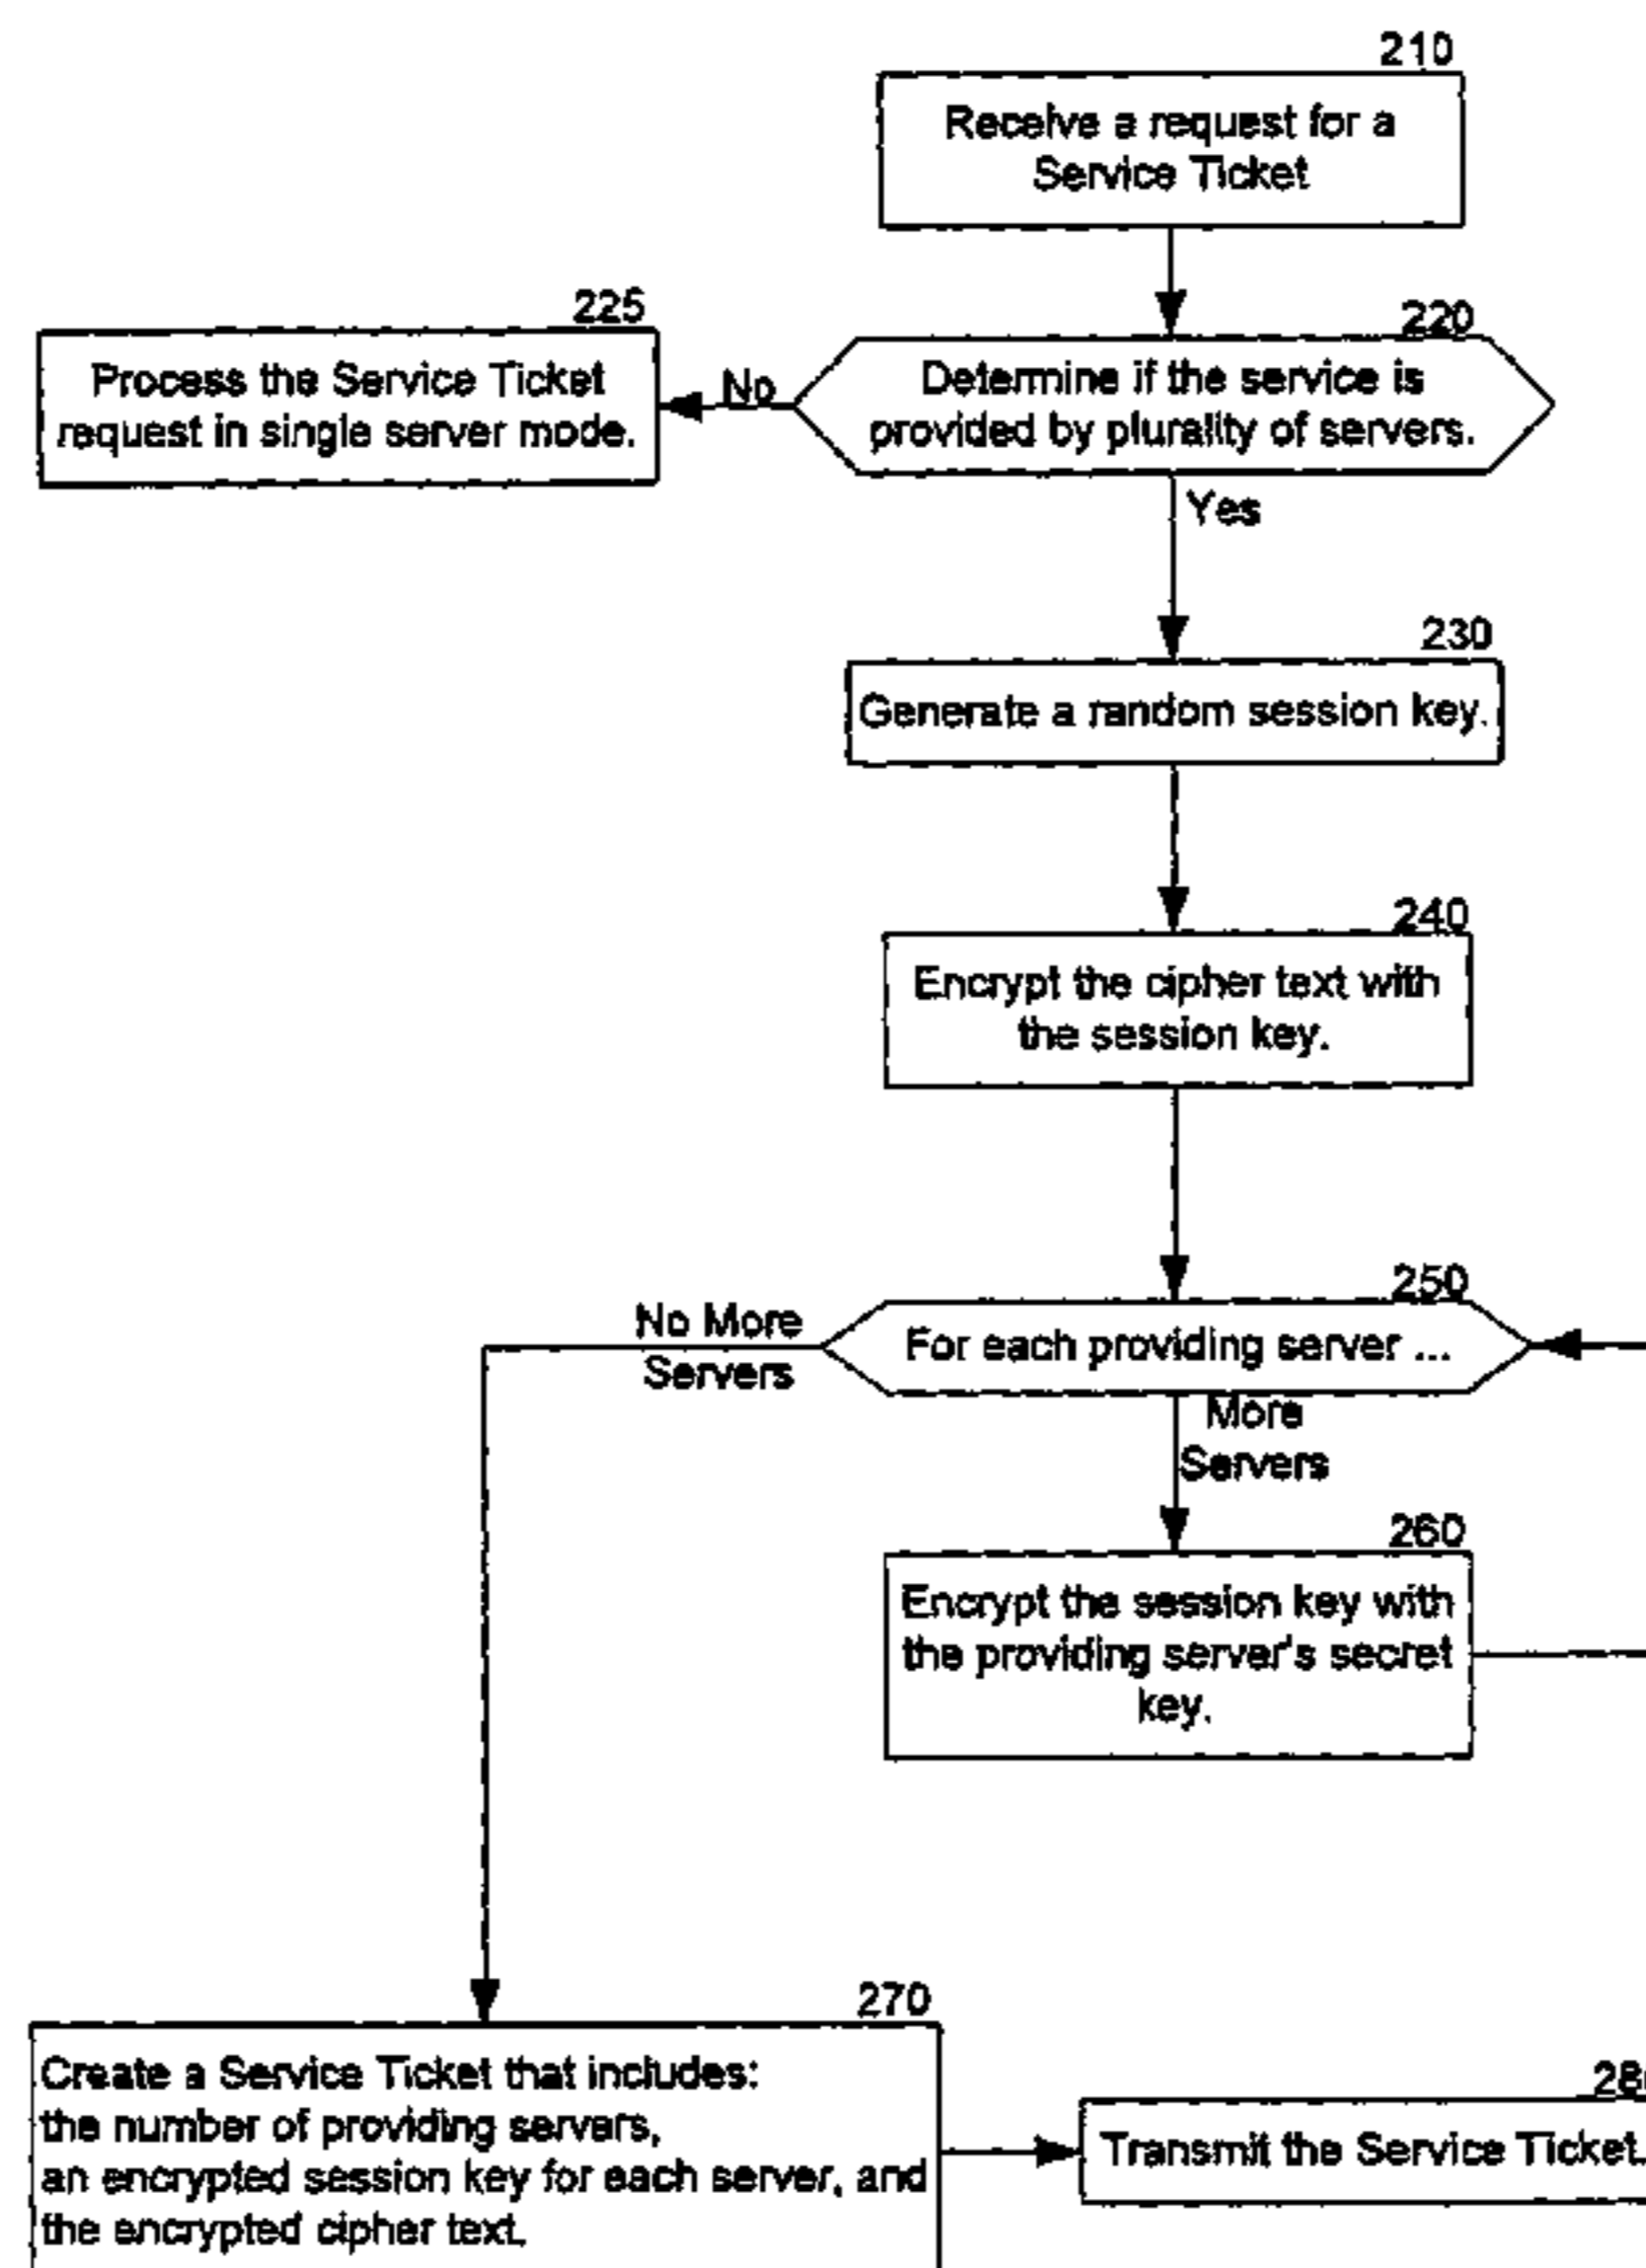 210
Receive a request for a
Service Ticket
225
Process the Service Ticket
request in single server mode.
No
220
Determine if the service is
provided by plurality of servers.
Yes
230
Generate a random session key.
240
Encrypt the cipher text with
the session key.
250
For each providing server ...
No More
Servers
More
Servers
260
Encrypt the session key with
the providing server's secret
key.
270
Create a Service Ticket that includes:
the number of providing servers,
an encrypted session key for each server, and
the encrypted cipher text.
Transmit the Service Ticket.